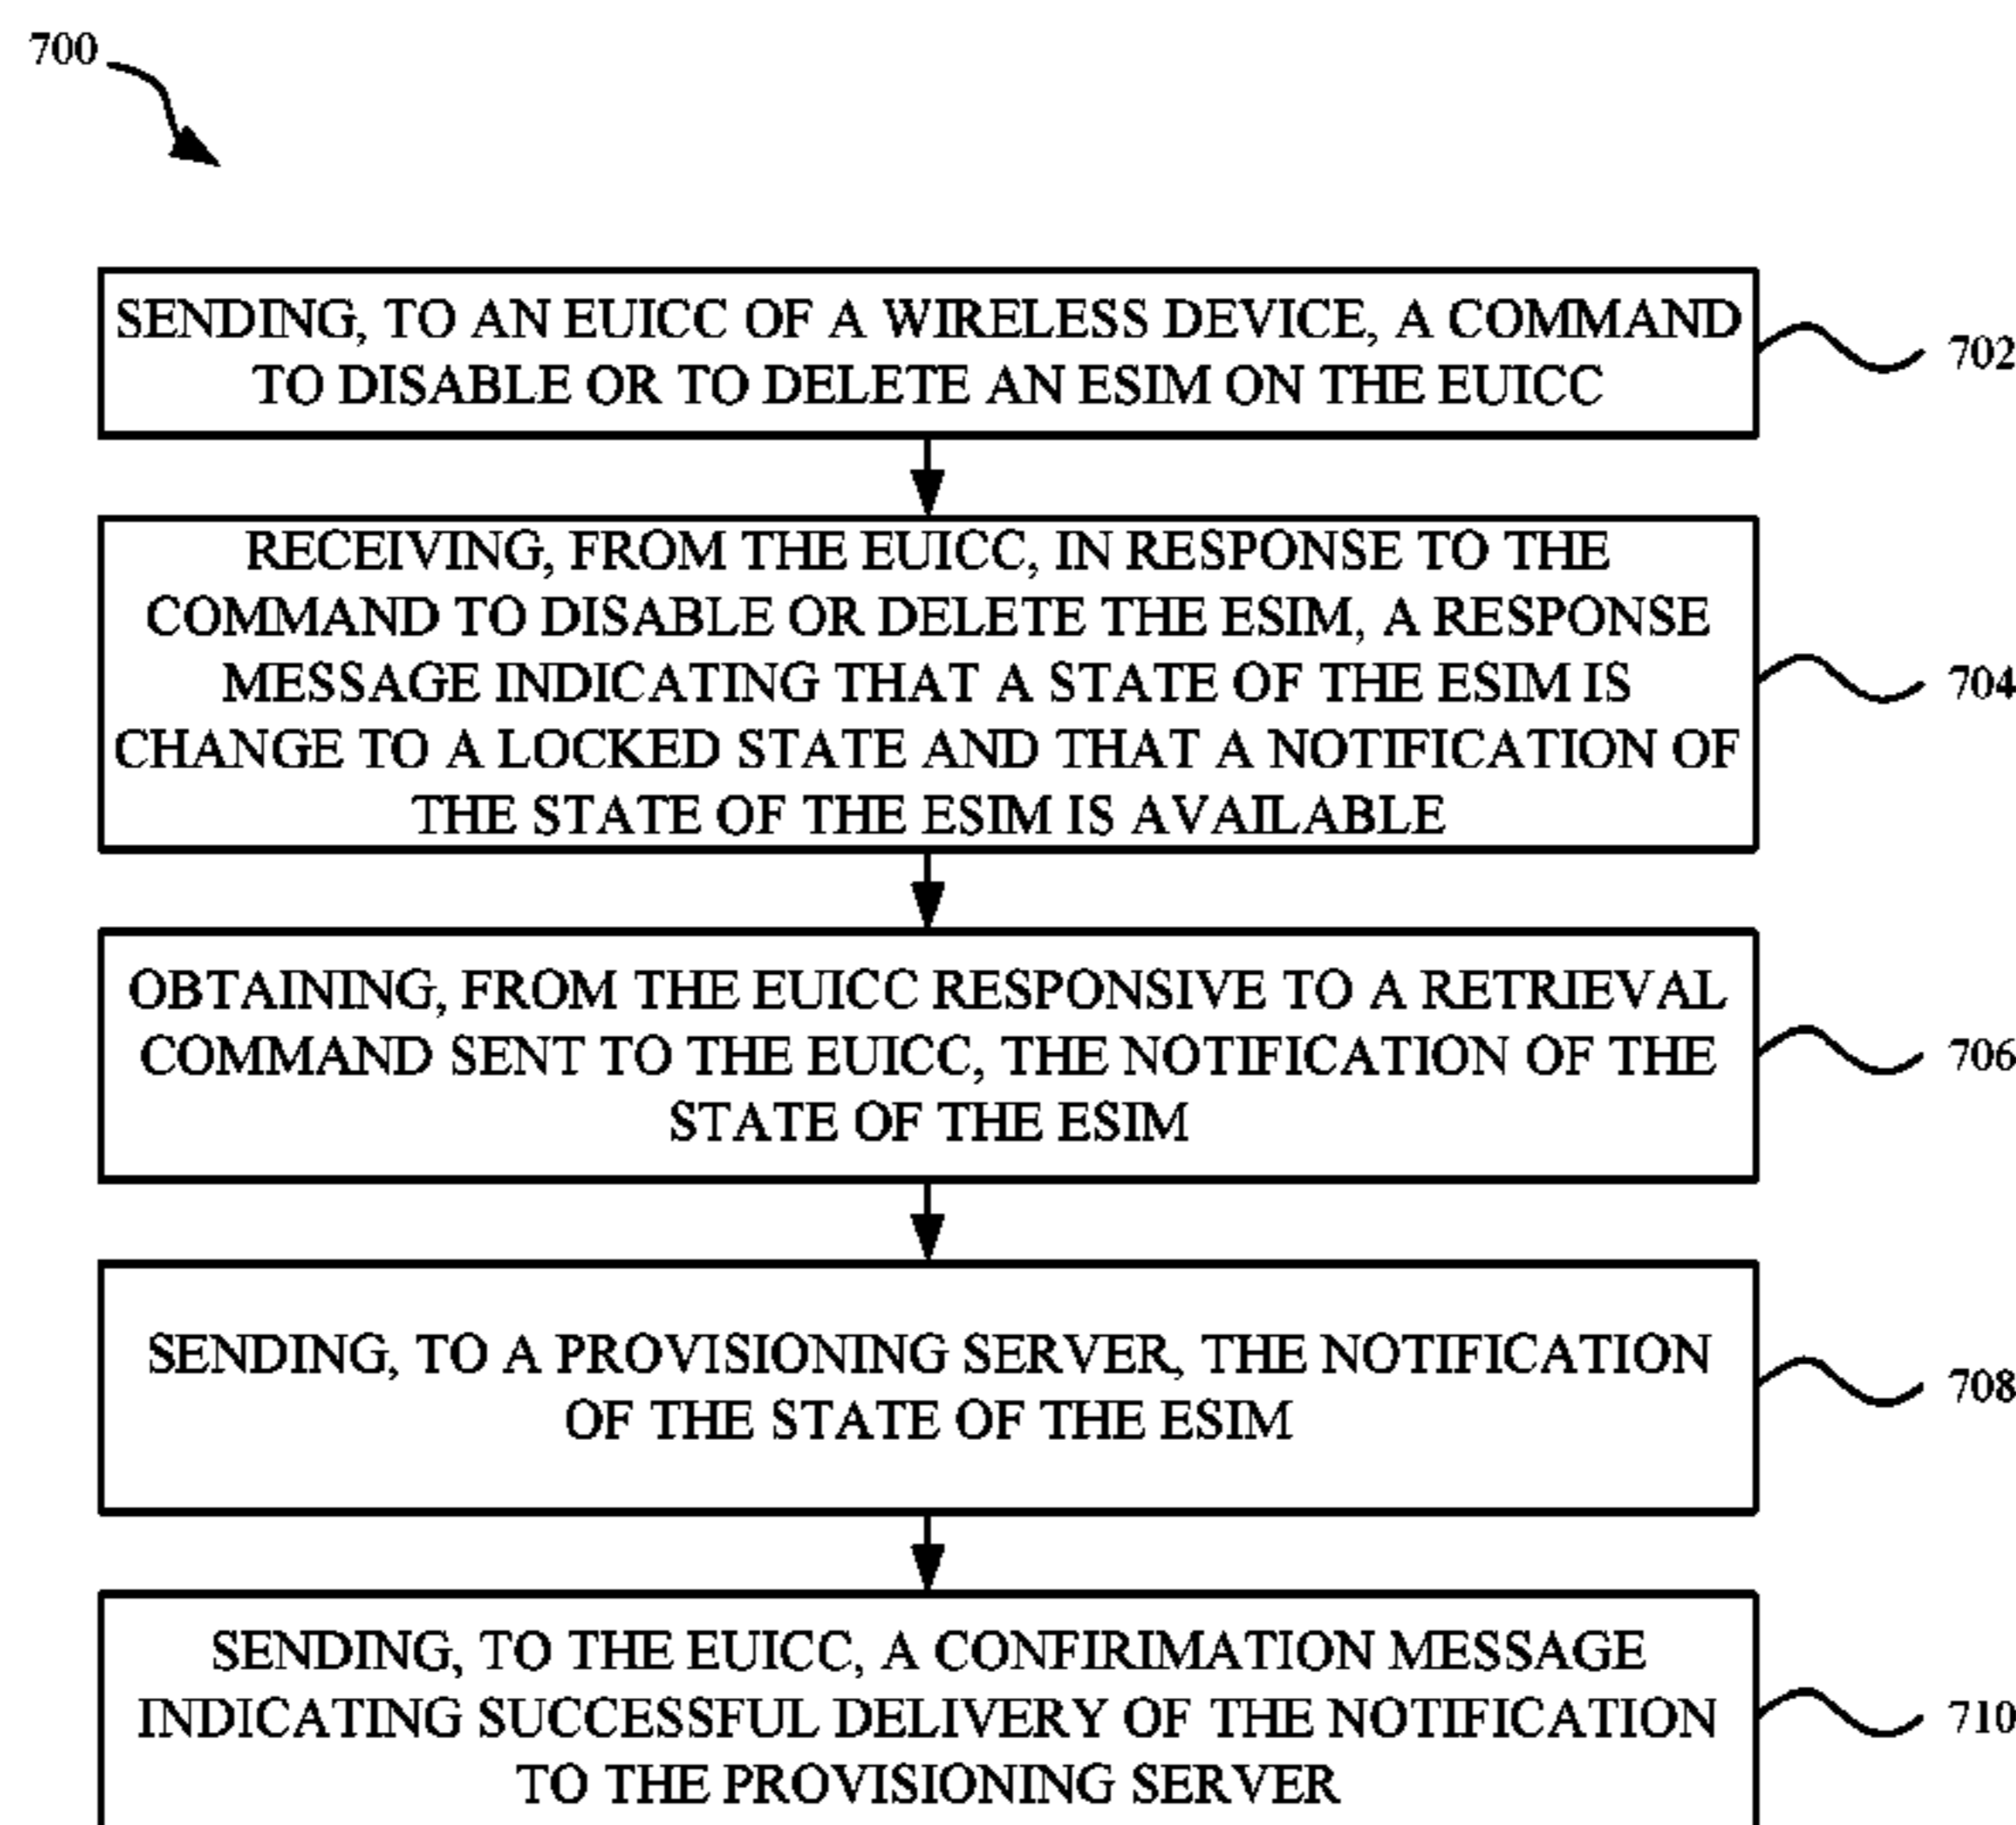 700
SENDING, TO AN EUICC OF A WIRELESS DEVICE, A COMMAND
TO DISABLE OR TO DELETE AN ESIM ON THE EUICC
702
RECEIVING, FROM THE EUICC, IN RESPONSE TO THE
COMMAND TO DISABLE OR DELETE THE ESIM, A RESPONSE
MESSAGE INDICATING THAT A STATE OF THE ESIM IS
CHANGE TO A LOCKED STATE AND THAT A NOTIFICATION OF
THE STATE OF THE ESIM IS AVAILABLE
704
OBTAINING, FROM THE EUICC RESPONSIVE TO A RETRIEVAL
COMMAND SENT TO THE EUICC, THE NOTIFICATION OF THE
STATE OF THE ESIM
706
SENDING, TO A PROVISIONING SERVER, THE NOTIFICATION
OF THE STATE OF THE ESIM
708
SENDING, TO THE EUICC, A CONFIRIMATION MESSAGE
INDICATING SUCCESSFUL DELIVERY OF THE NOTIFICATION
TO THE PROVISIONING SERVER
710